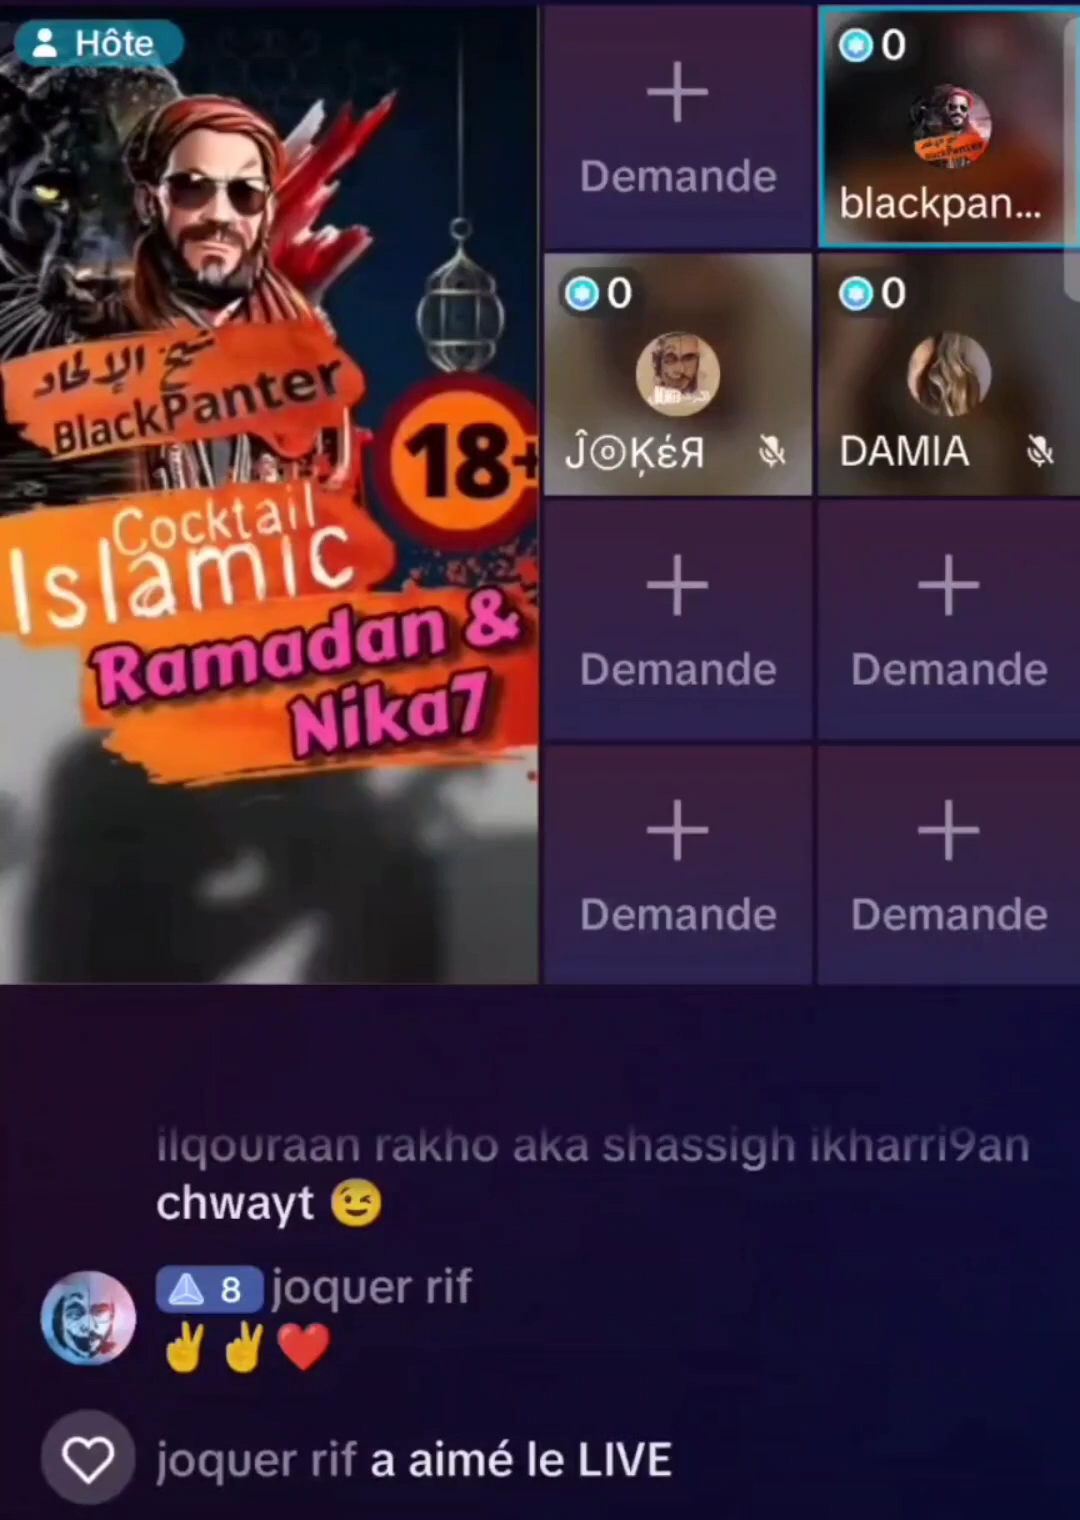 Hôte
شيخ الإلحاد
BlackPanter
18+
Cocktail
Islamic
Ramadan &
Nika7
Demande
0
blackpan...
0
ĴʘĶέЯ
0
DAMIA
Demande
Demande
Demande
Demande
ilqouraan rakho aka shassigh ikharri9an
chwayt 😉
8 joquer rif
✌️✌️❤️
joquer rif a aimé le LIVE